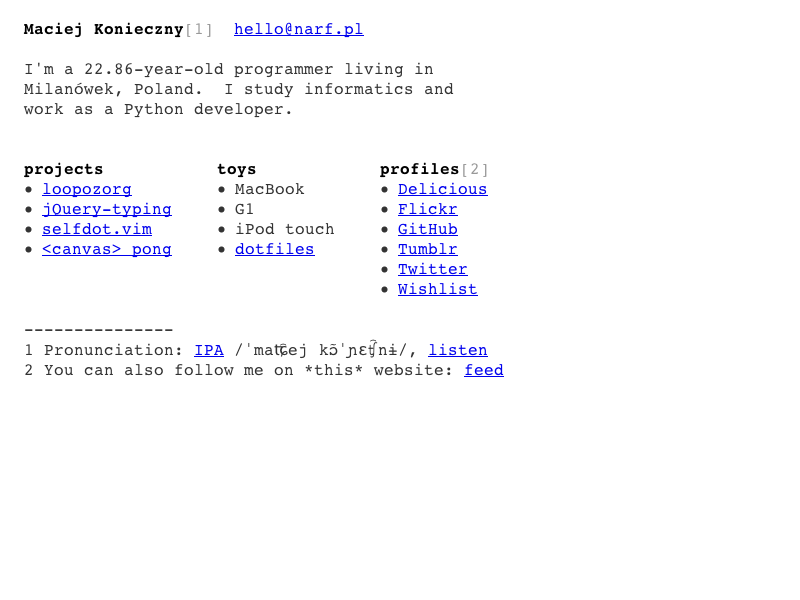 Maciej Konieczny[1] hello@narf.pl
I'm a 22.86-year-old programmer living in
Milanówek, Poland. I study informatics and
work as a Python developer.
projects
• loopozorg
• jQuery-typing
• selfdot.vim
• <canvas> pong
toys
• MacBook
• G1
• iPod touch
• dotfiles
profiles[2]
• Delicious
• Flickr
• GitHub
• Tumblr
• Twitter
• Wishlist
---------------
1 Pronunciation: IPA /ˈmat͡ɕej kɔ̃ˈɲɛt͡ʃnɨ/, listen
2 You can also follow me on *this* website: feed